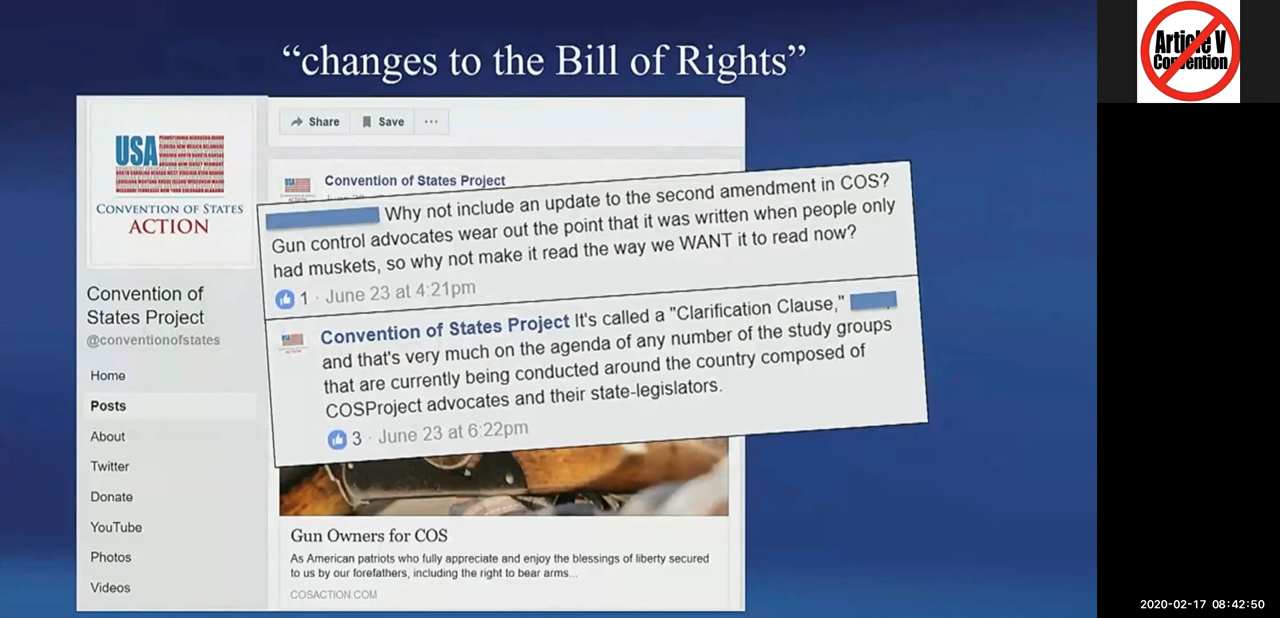 “changes to the Bill of Rights”
Article V
Convention
USA
CONVENTION OF STATES
ACTION
Convention of
States Project
@conventionofstates
Home
Posts
About
Twitter
Donate
YouTube
Photos
Videos
Share Save ...
Convention of States Project
Why not include an update to the second amendment in COS?
Gun control advocates wear out the point that it was written when people only
had muskets, so why not make it read the way we WANT it to read now?
1 · June 23 at 4:21pm
Convention of States Project It's called a "Clarification Clause,"
and that's very much on the agenda of any number of the study groups
that are currently being conducted around the country composed of
COSProject advocates and their state-legislators.
3 · June 23 at 6:22pm
Gun Owners for COS
As American patriots who fully appreciate and enjoy the blessings of liberty secured
to us by our forefathers, including the right to bear arms...
COSACTION.COM
2020-02-17 08:42:50